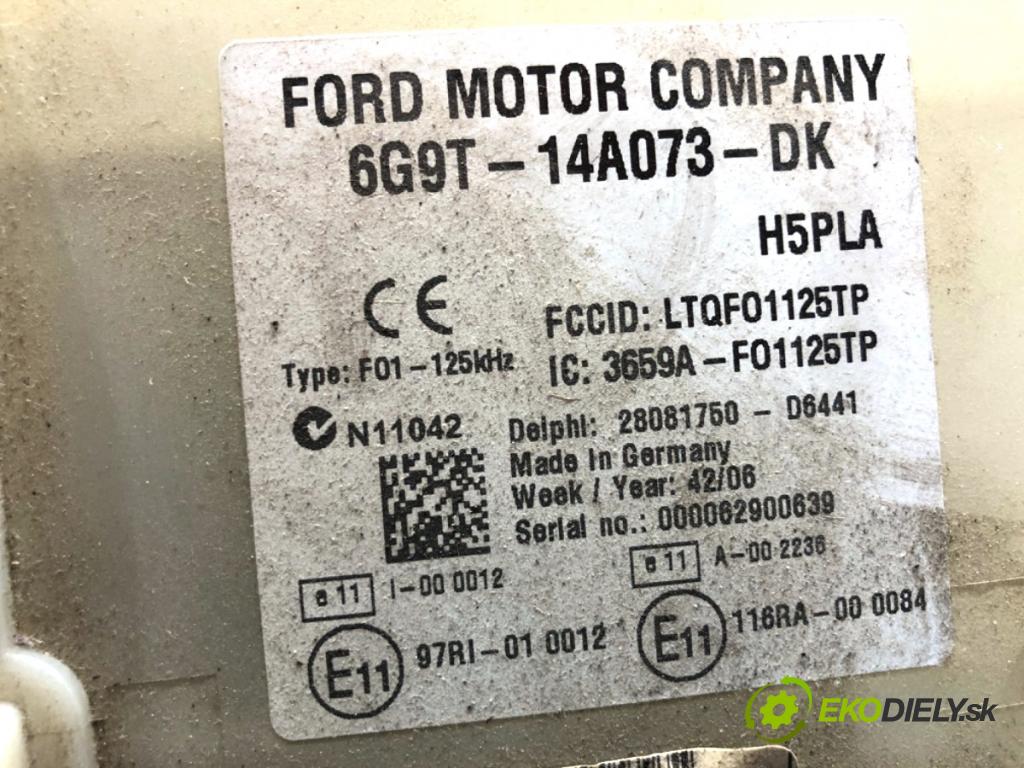 FORD MOTOR COMPANY
6G9T-14A073-DK
H5PLA
CE
FCCID: LTQF01125TP
Type: F01-125kHz
IC: 3659A-F01125TP
N11042
Delphi: 28081750 - D6441
Made In Germany
Week / Year: 42/06
Serial no.: 000062900639
e 11 I-00 0012
e 11 A-00 2236
E11 97RI-01 0012
E11 116RA-00 0084
EKODIELY.sk